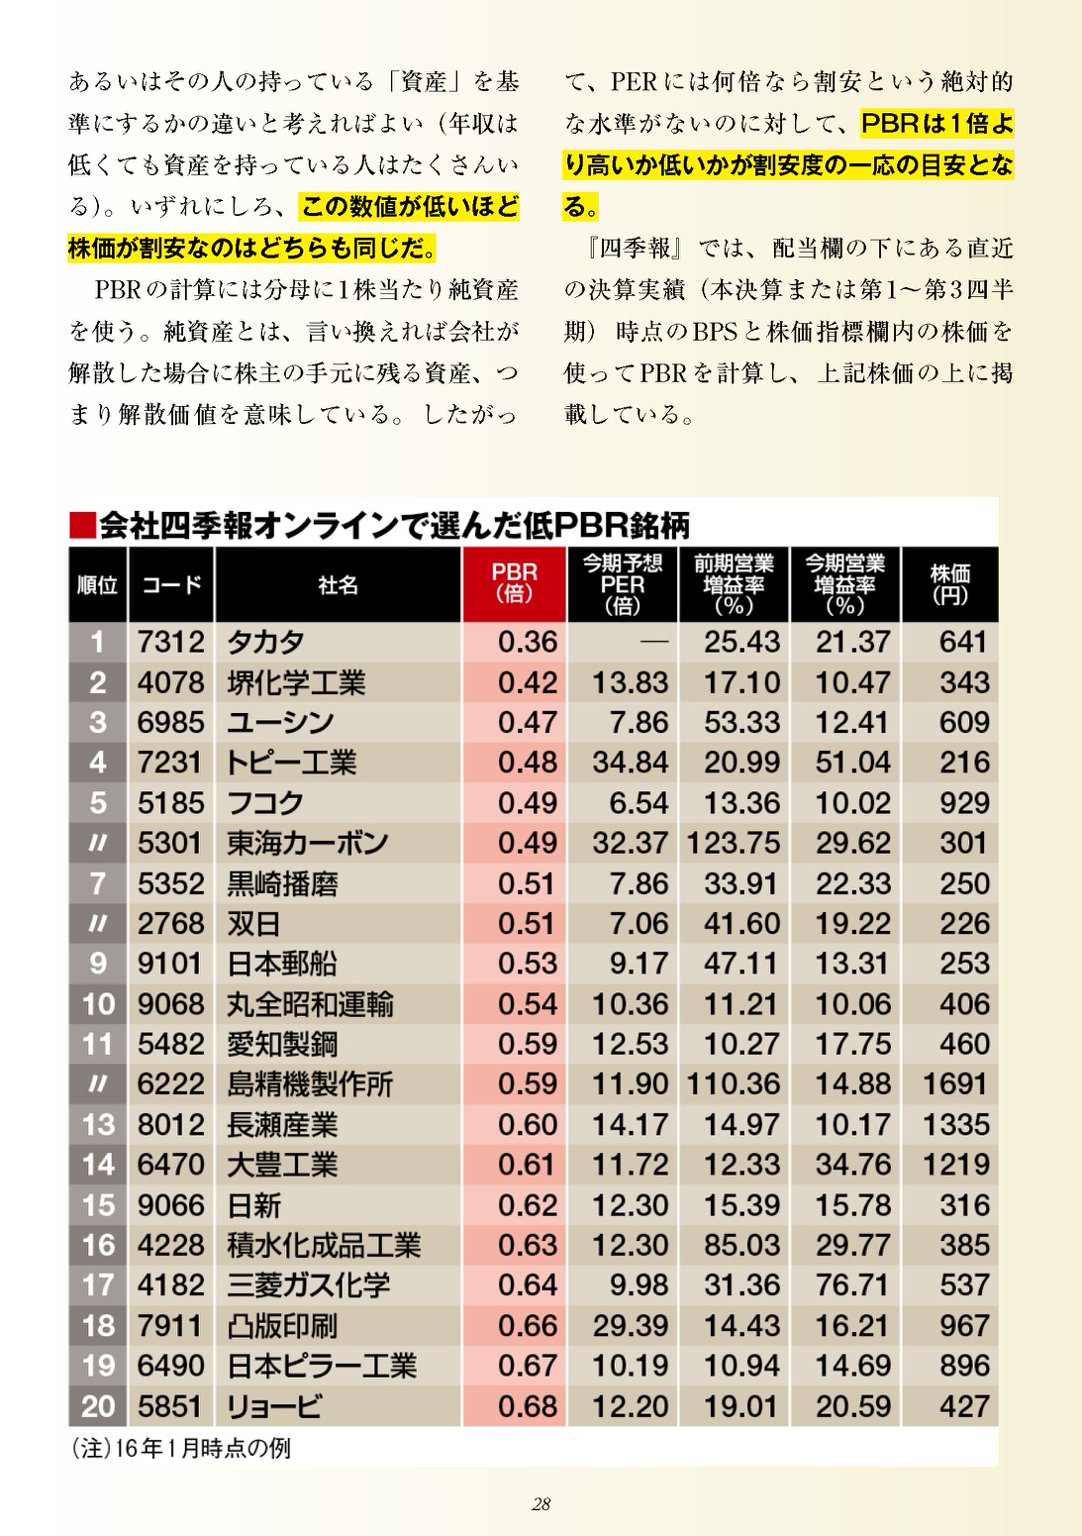 あるいはその人の持っている「資産」を基
準にするかの違いと考えればよい（年収は
低くても資産を持っている人はたくさんい
る）。いずれにしろ、この数値が低いほど
株価が割安なのはどちらも同じだ。
PBRの計算には分母に1株当たり純資産
を使う。純資産とは、言い換えれば会社が
解散した場合に株主の手元に残る資産、つ
まり解散価値を意味している。したがっ
て、PERには何倍なら割安という絶対的
な水準がないのに対して、PBRは1倍よ
り高いか低いかが割安度の一応の目安とな
る。
『四季報』では、配当欄の下にある直近
の決算実績（本決算または第1～第3四半
期）時点のBPSと株価指標欄内の株価を
使ってPBRを計算し、上記株価の上に掲
載している。
■会社四季報オンラインで選んだ低PBR銘柄
順位 コード 社名 PBR（倍） 今期予想PER（倍） 前期営業増益率（％） 今期営業増益率（％） 株価（円）
1 7312 タカタ 0.36 — 25.43 21.37 641
2 4078 堺化学工業 0.42 13.83 17.10 10.47 343
3 6985 ユーシン 0.47 7.86 53.33 12.41 609
4 7231 トピー工業 0.48 34.84 20.99 51.04 216
5 5185 フコク 0.49 6.54 13.36 10.02 929
〃 5301 東海カーボン 0.49 32.37 123.75 29.62 301
7 5352 黒崎播磨 0.51 7.86 33.91 22.33 250
〃 2768 双日 0.51 7.06 41.60 19.22 226
9 9101 日本郵船 0.53 9.17 47.11 13.31 253
10 9068 丸全昭和運輸 0.54 10.36 11.21 10.06 406
11 5482 愛知製鋼 0.59 12.53 10.27 17.75 460
〃 6222 島精機製作所 0.59 11.90 110.36 14.88 1691
13 8012 長瀬産業 0.60 14.17 14.97 10.17 1335
14 6470 大豊工業 0.61 11.72 12.33 34.76 1219
15 9066 日新 0.62 12.30 15.39 15.78 316
16 4228 積水化成品工業 0.63 12.30 85.03 29.77 385
17 4182 三菱ガス化学 0.64 9.98 31.36 76.71 537
18 7911 凸版印刷 0.66 29.39 14.43 16.21 967
19 6490 日本ピラー工業 0.67 10.19 10.94 14.69 896
20 5851 リョービ 0.68 12.20 19.01 20.59 427
（注）16年1月時点の例
28